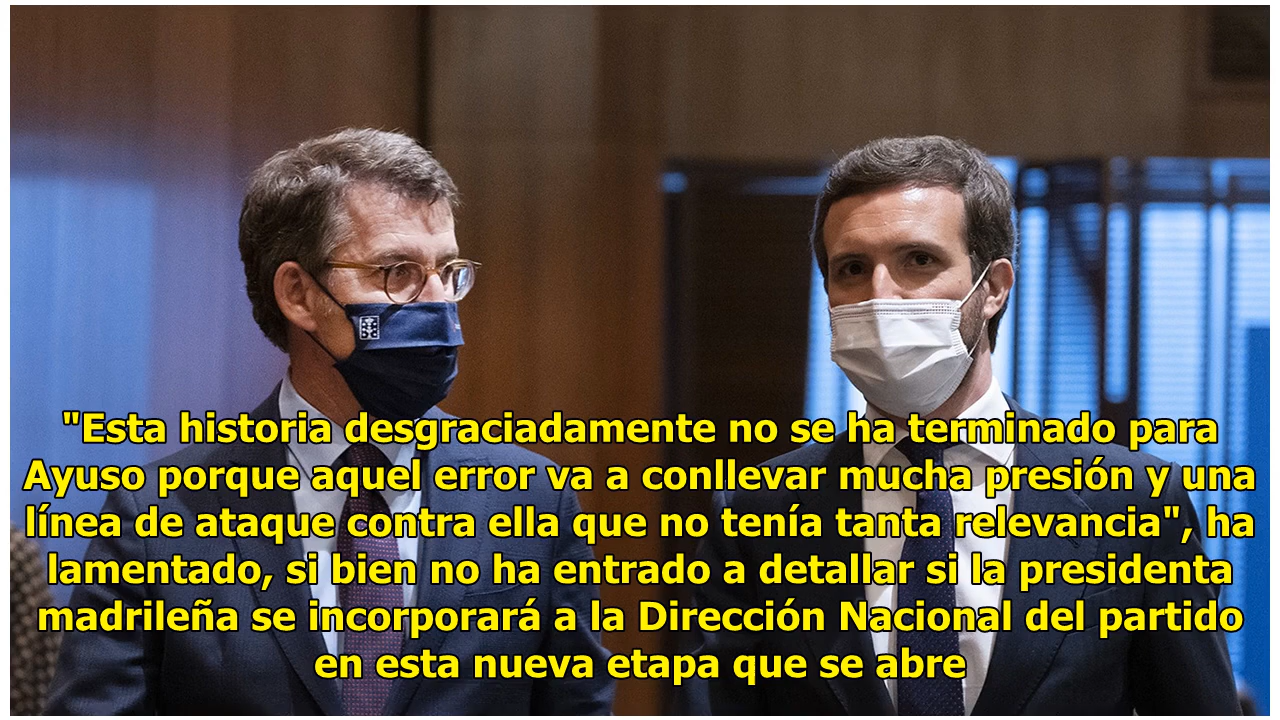 "Esta historia desgraciadamente no se ha terminado para
Ayuso porque aquel error va a conllevar mucha presión y una
línea de ataque contra ella que no tenía tanta relevancia", ha
lamentado, si bien no ha entrado a detallar si la presidenta
madrileña se incorporará a la Dirección Nacional del partido
en esta nueva etapa que se abre